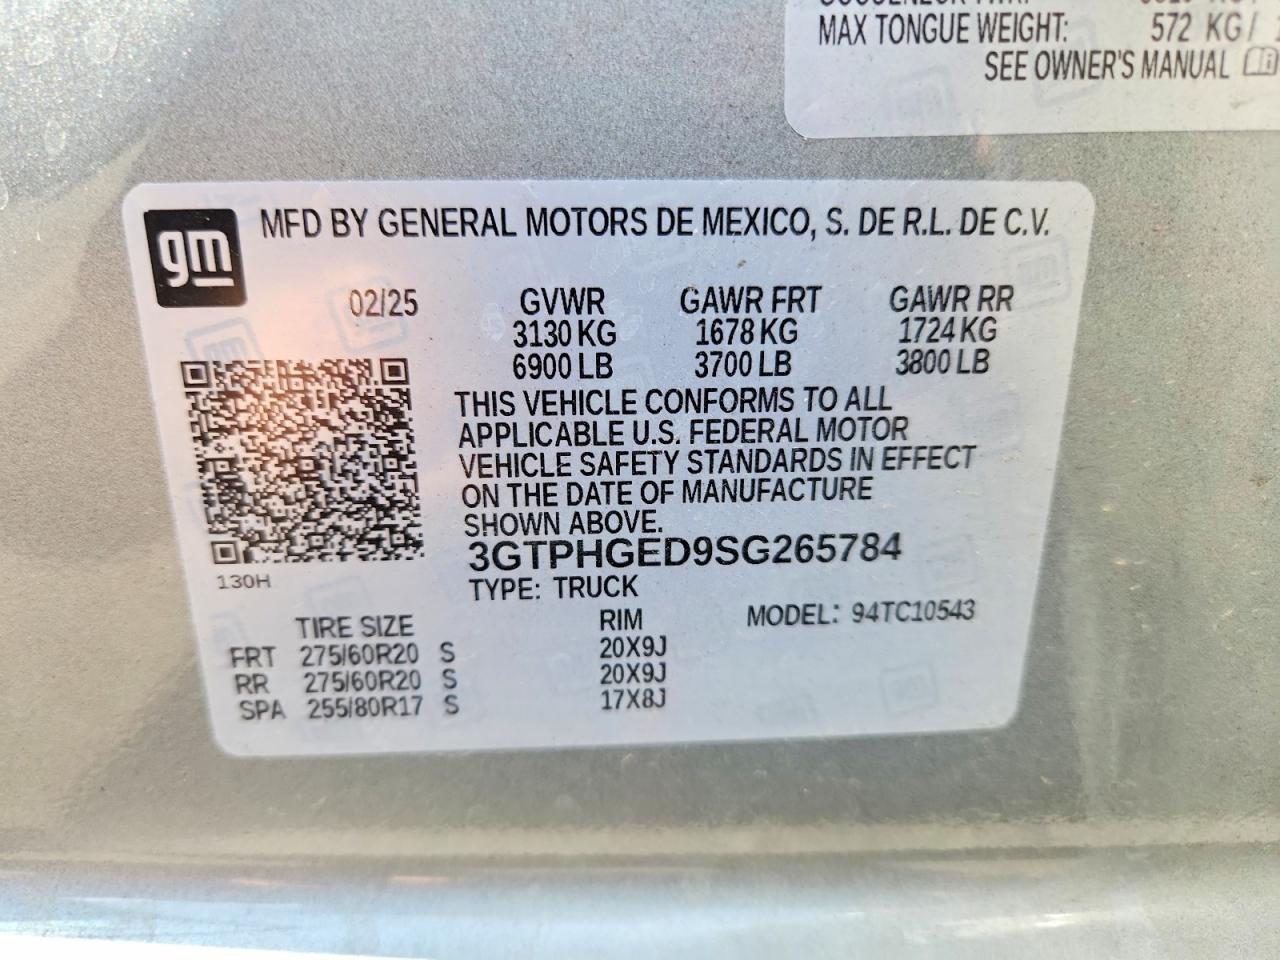 MAX TONGUE WEIGHT: 572 KG/
SEE OWNER'S MANUAL
gm
MFD BY GENERAL MOTORS DE MEXICO, S. DE R.L. DE C.V.
02/25 GVWR GAWR FRT GAWR RR
3130 KG 1678 KG 1724 KG
6900 LB 3700 LB 3800 LB
THIS VEHICLE CONFORMS TO ALL
APPLICABLE U.S. FEDERAL MOTOR
VEHICLE SAFETY STANDARDS IN EFFECT
ON THE DATE OF MANUFACTURE
SHOWN ABOVE.
3GTPHGED9SG265784
130H
TYPE: TRUCK
TIRE SIZE RIM MODEL: 94TC10543
FRT 275/60R20 S 20X9J
RR 275/60R20 S 20X9J
SPA 255/80R17 S 17X8J